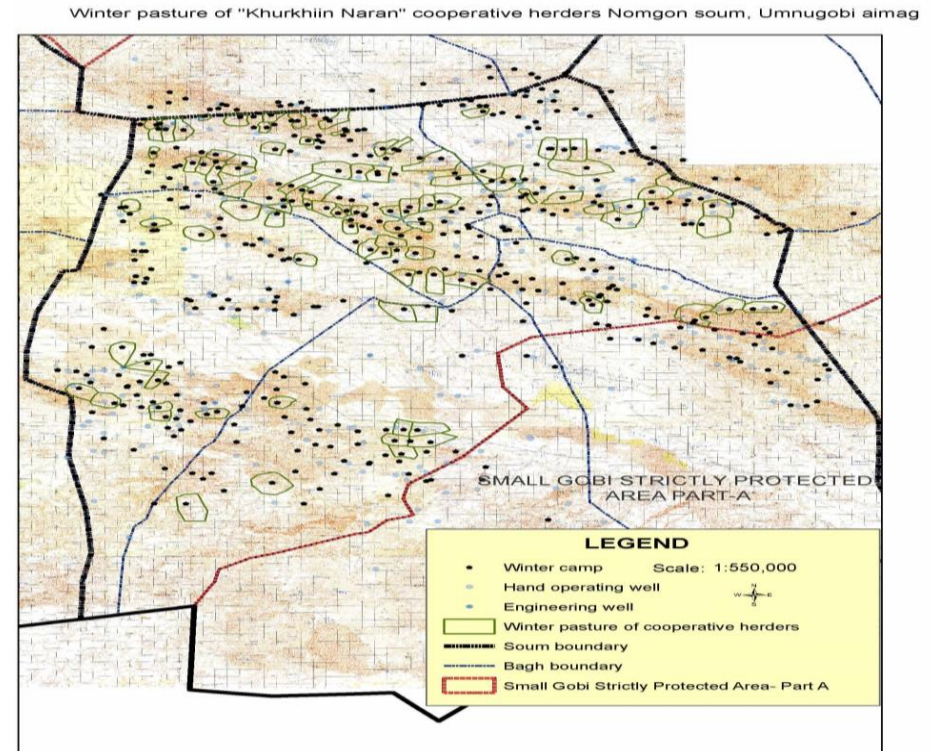 Winter pasture of "Khurkhiin Naran" cooperative herders Nomgon soum, Umnugobi aimag
SMALL GOBI STRICTLY PROTECTED
AREA PART-A
LEGEND
Winter camp Scale: 1:550,000
Hand operating well
N
W E
S
Engineering well
Winter pasture of cooperative herders
Soum boundary
Bagh boundary
Small Gobi Strictly Protected Area- Part A